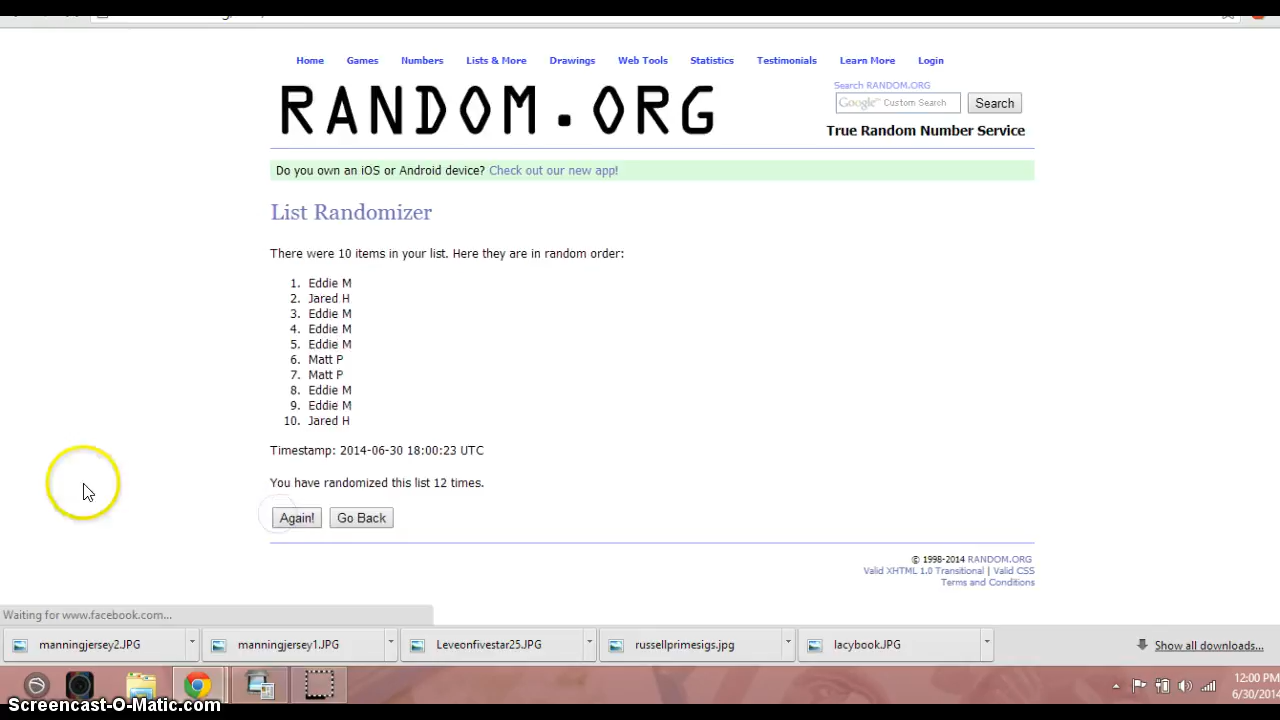 Home Games Numbers Lists & More Drawings Web Tools Statistics Testimonials Learn More Login
Search RANDOM.ORG
RANDOM.ORG
Google™ Custom Search Search
True Random Number Service
Do you own an iOS or Android device? Check out our new app!
List Randomizer
There were 10 items in your list. Here they are in random order:
1. Eddie M
2. Jared H
3. Eddie M
4. Eddie M
5. Eddie M
6. Matt P
7. Matt P
8. Eddie M
9. Eddie M
10. Jared H
Timestamp: 2014-06-30 18:00:23 UTC
You have randomized this list 12 times.
Again! Go Back
© 1998-2014 RANDOM.ORG
Valid XHTML 1.0 Transitional | Valid CSS
Terms and Conditions
Waiting for www.facebook.com...
manningjersey2.JPG manningjersey1.JPG Leveonfivestar25.JPG russellprimesigs.jpg lacybook.JPG Show all downloads...
12:00 PM
6/30/2014
Screencast-O-Matic.com